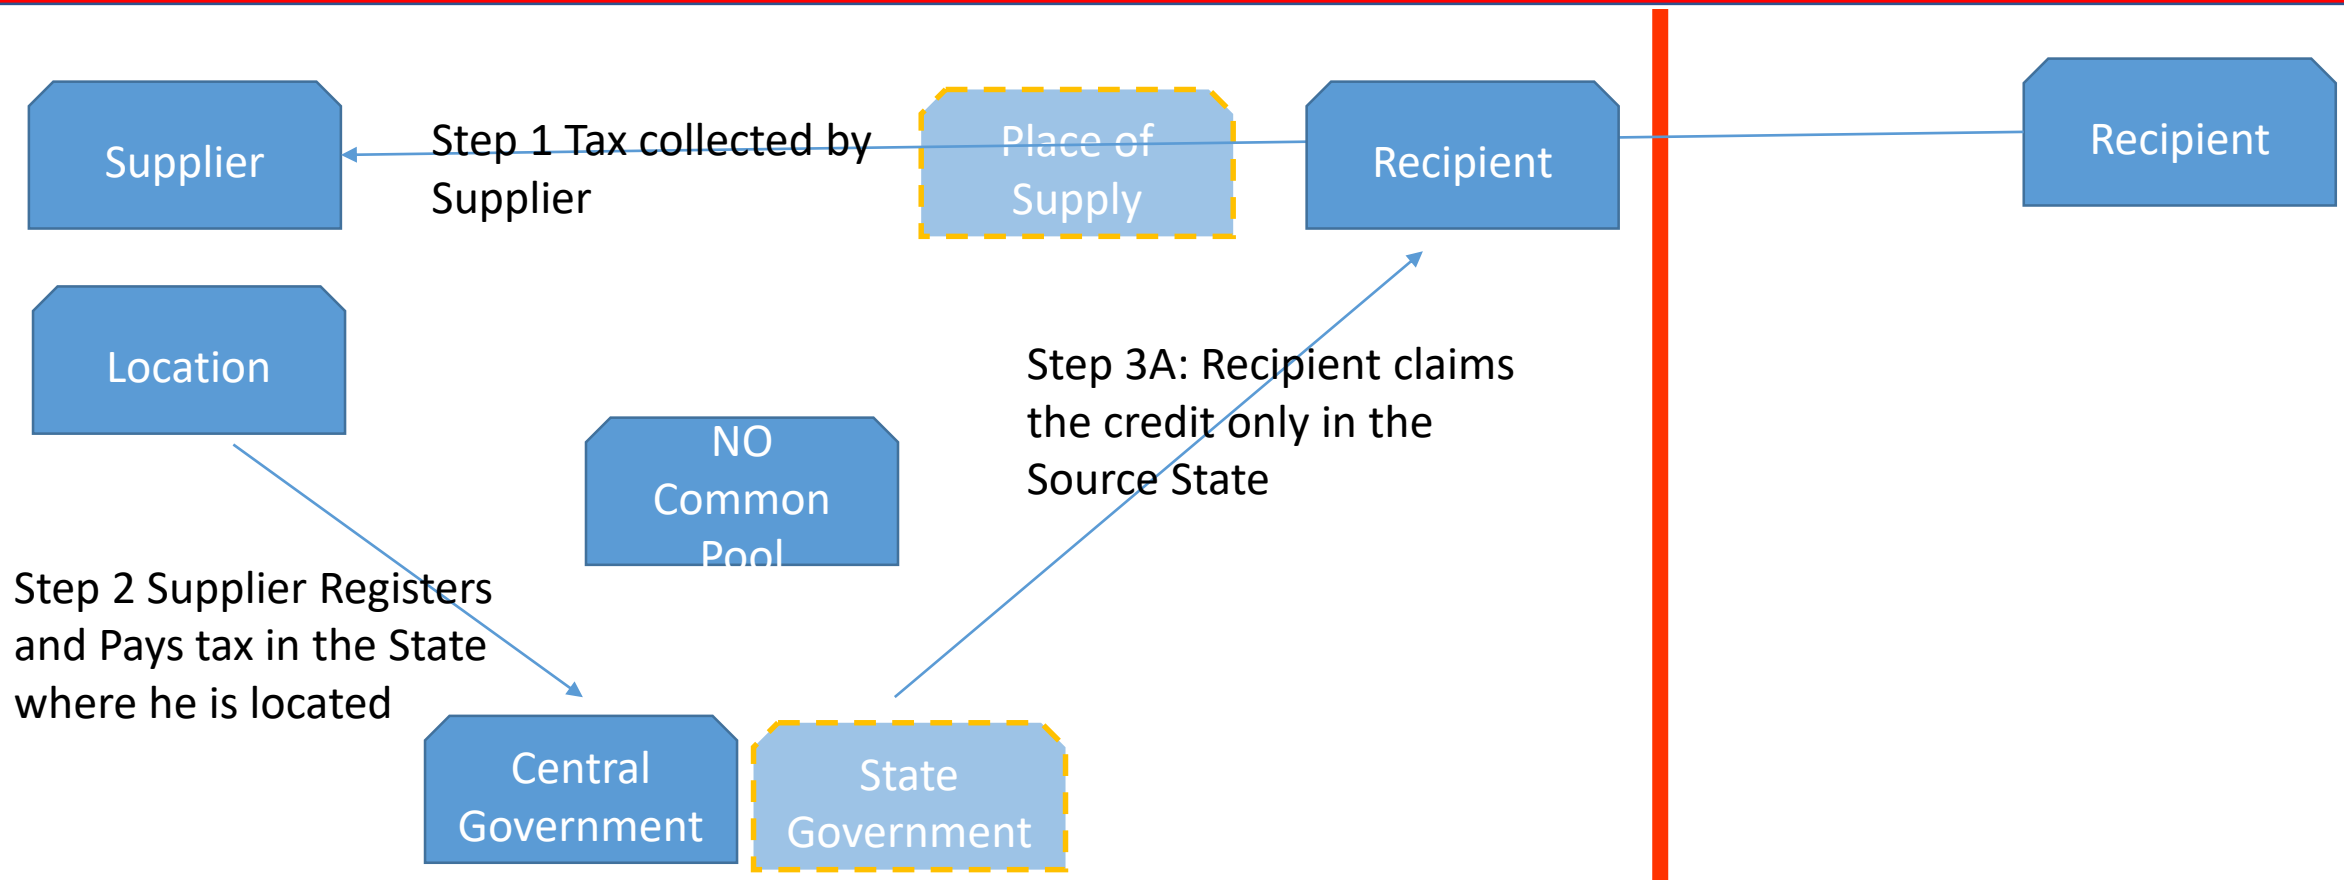 Supplier
Step 1 Tax collected by
Supplier
Place of
Supply
Recipient
Recipient
Location
NO
Common
Pool
Step 3A: Recipient claims
the credit only in the
Source State
Step 2 Supplier Registers
and Pays tax in the State
where he is located
Central
Government
State
Government